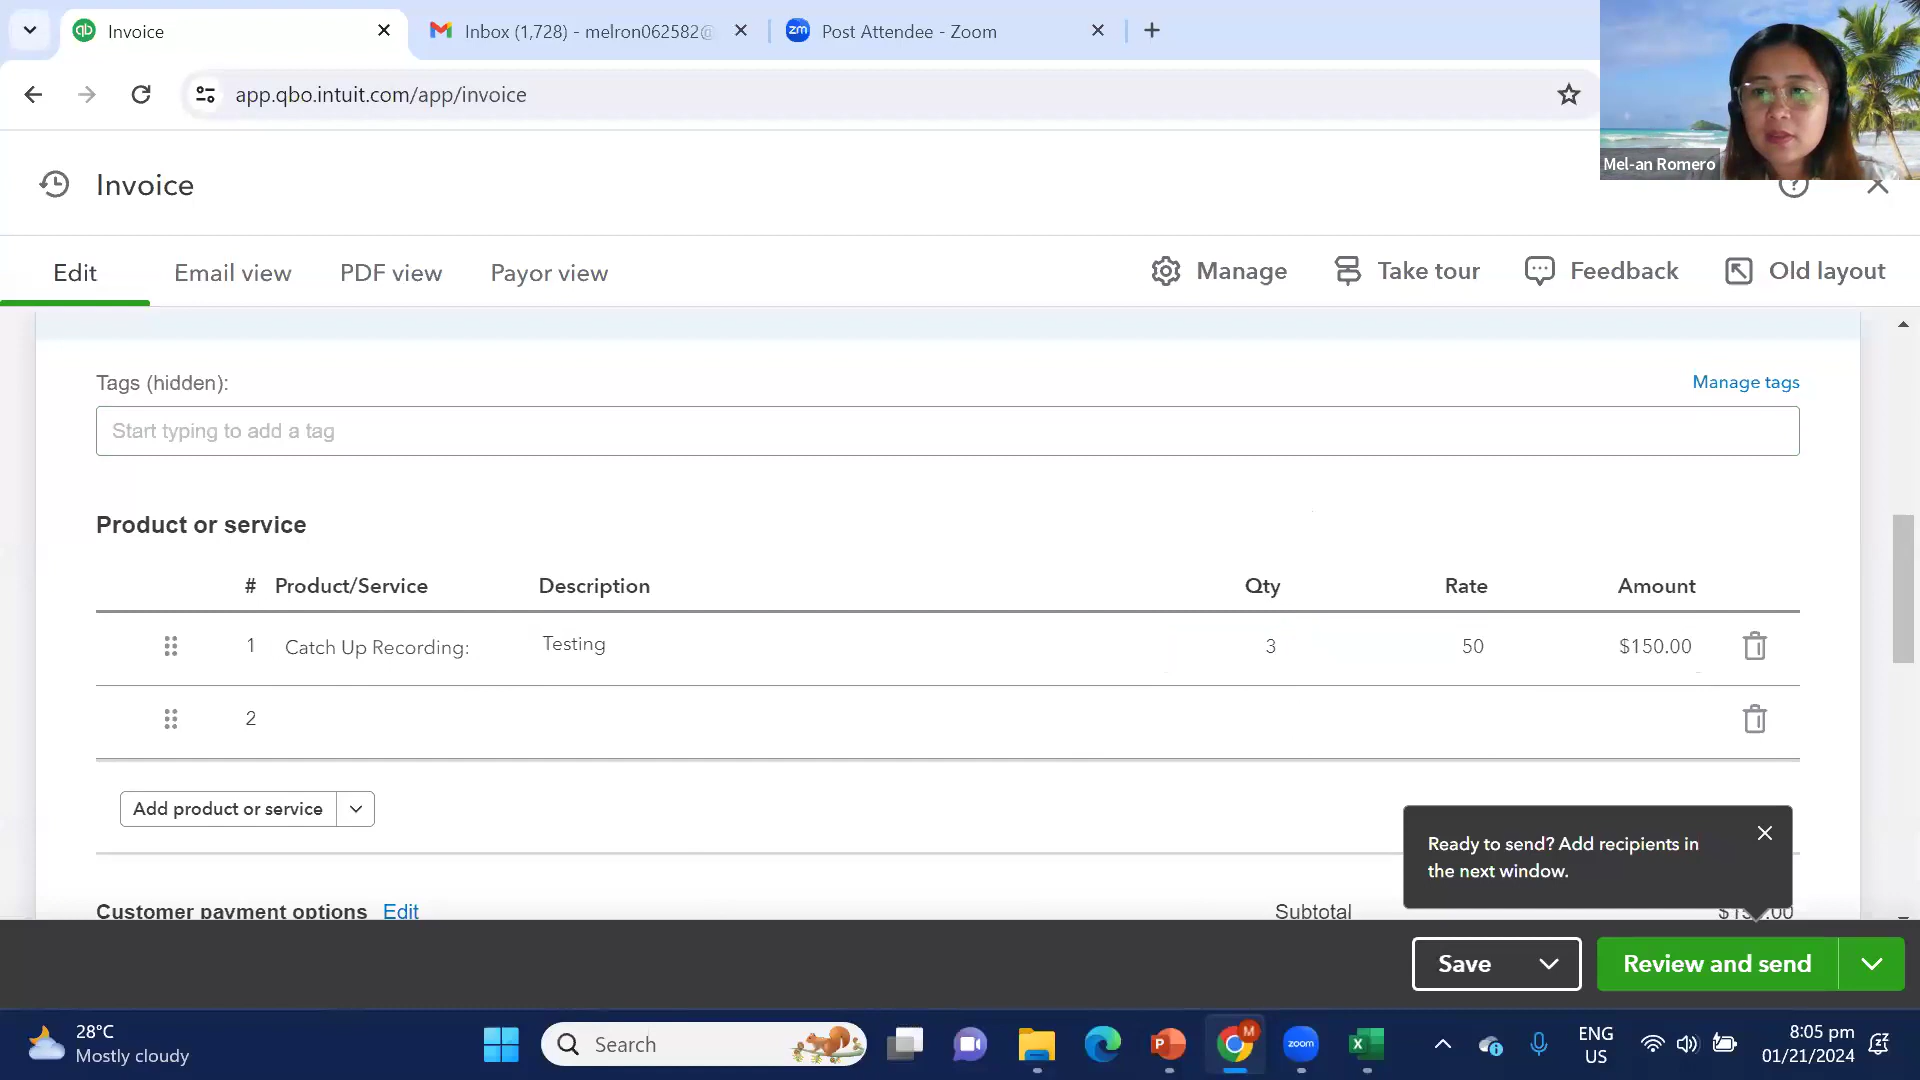 Invoice
Inbox (1,728) - melron062582@
Post Attendee - Zoom
app.qbo.intuit.com/app/invoice
Mel-an Romero
Invoice
Edit
Email view
PDF view
Payor view
Manage
Take tour
Feedback
Old layout
Tags (hidden):
Manage tags
Start typing to add a tag
Product or service
# Product/Service Description Qty Rate Amount
1 Catch Up Recording: Testing 3 50 $150.00
2
Add product or service
Ready to send? Add recipients in
the next window.
Customer payment options Edit
Subtotal
Save
Review and send
28°C
Mostly cloudy
Search
zoom
ENG
US
8:05 pm
01/21/2024